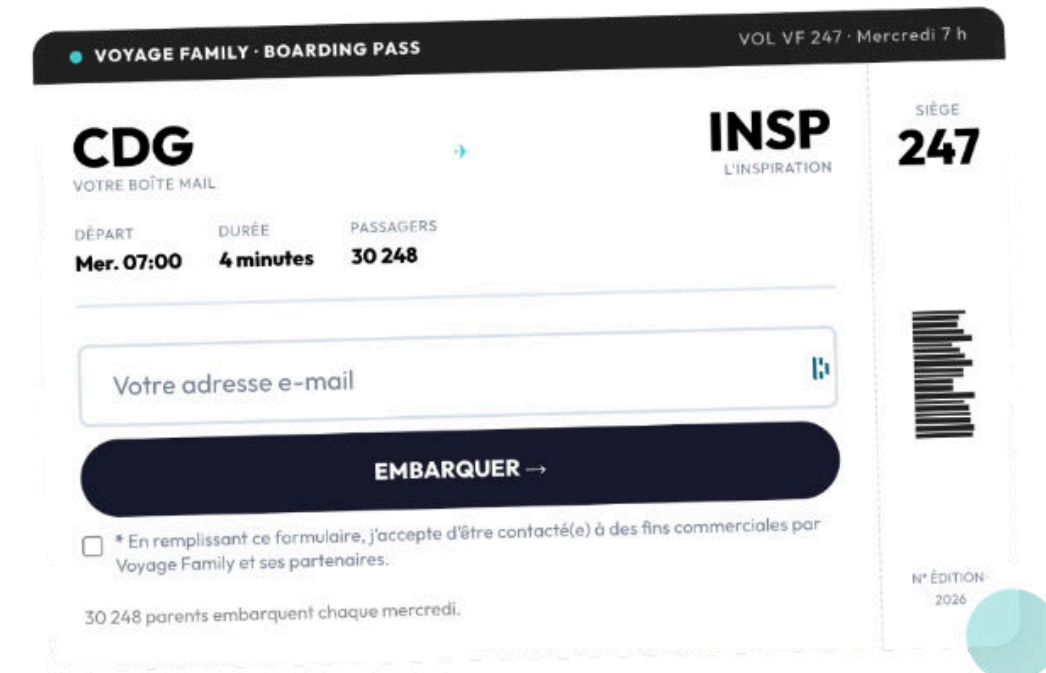 VOYAGE FAMILY · BOARDING PASS
VOL VF 247 · Mercredi 7 h
CDG
VOTRE BOÎTE MAIL
✈
INSP
L'INSPIRATION
SIÈGE
247
DÉPART
DURÉE
PASSAGERS
Mer. 07:00
4 minutes
30 248
Votre adresse e-mail
EMBARQUER →
* En remplissant ce formulaire, j'accepte d'être contacté(e) à des fins commerciales par
Voyage Family et ses partenaires.
30 248 parents embarquent chaque mercredi.
N° ÉDITION·
2026